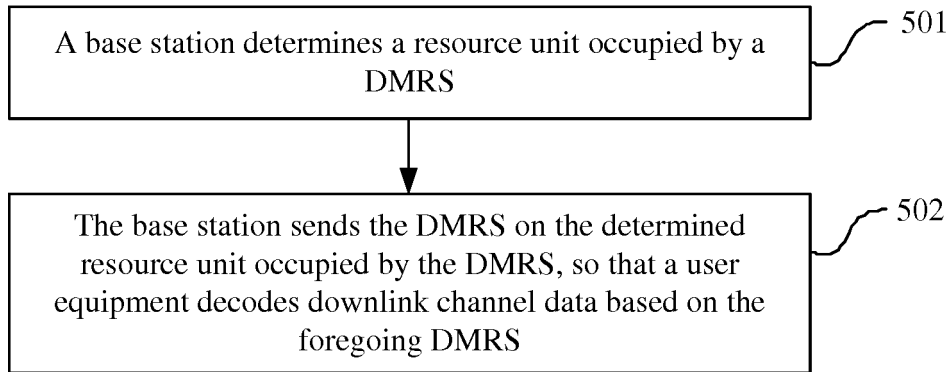 A base station determines a resource unit occupied by a
DMRS
501
The base station sends the DMRS on the determined
resource unit occupied by the DMRS, so that a user
equipment decodes downlink channel data based on the
foregoing DMRS
502